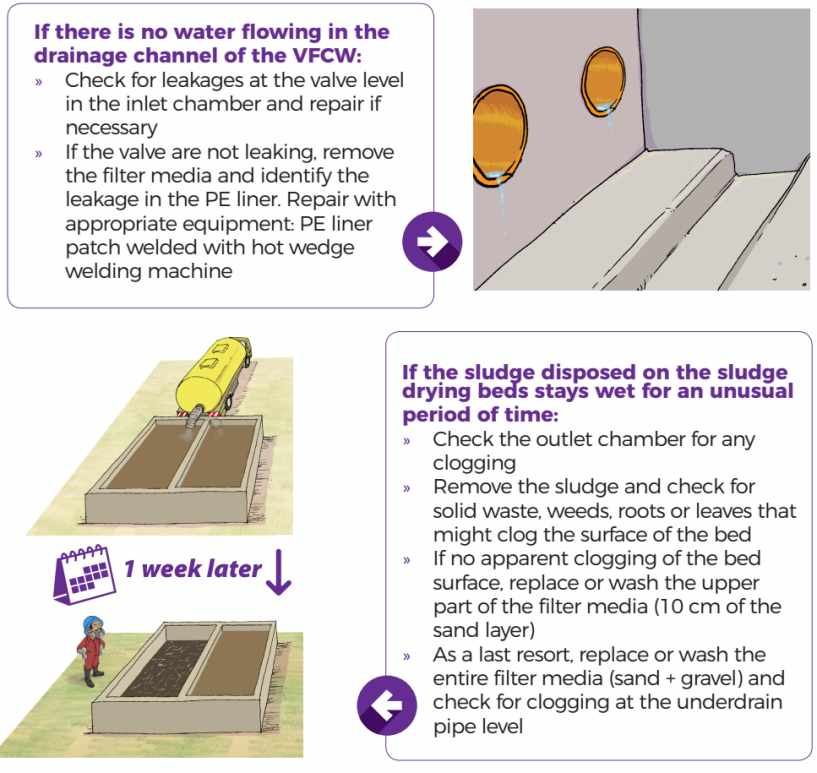 If there is no water flowing in the
drainage channel of the VFCW:
» Check for leakages at the valve level
in the inlet chamber and repair if
necessary
» If the valve are not leaking, remove
the filter media and identify the
leakage in the PE liner. Repair with
appropriate equipment: PE liner
patch welded with hot wedge
welding machine
1 week later
If the sludge disposed on the sludge
drying beds stays wet for an unusual
period of time:
» Check the outlet chamber for any
clogging
» Remove the sludge and check for
solid waste, weeds, roots or leaves that
might clog the surface of the bed
» If no apparent clogging of the bed
surface, replace or wash the upper
part of the filter media (10 cm of the
sand layer)
» As a last resort, replace or wash the
entire filter media (sand + gravel) and
check for clogging at the underdrain
pipe level